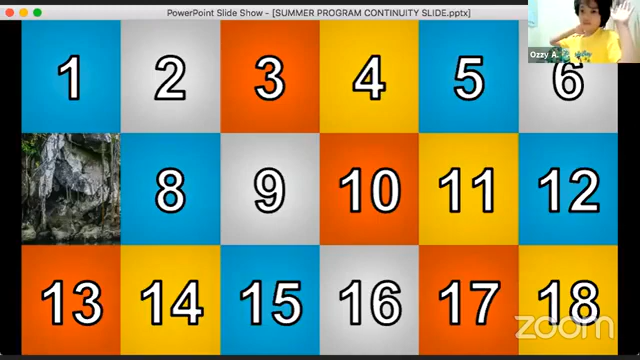 PowerPoint Slide Show - [SUMMER PROGRAM CONTINUITY SLIDE.pptx]
Ozzy A.
1 2 3 4 5 6
8 9 10 11 12
13 14 15 16 17 18
zoom